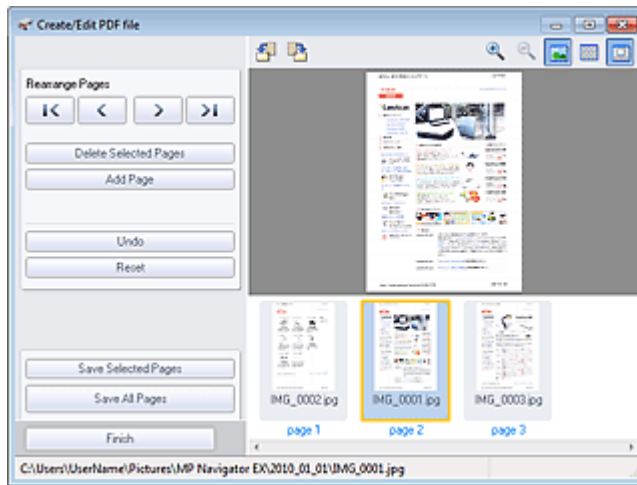 Create/Edit PDF file
Rearrange Pages
Delete Selected Pages
Add Page
Undo
Reset
Save Selected Pages
Save All Pages
Finish
IMG_0002.jpg
IMG_0001.jpg
IMG_0003.jpg
page 1
page 2
page 3
C:\Users\UserName\Pictures\MP Navigator EX\2010_01_01\IMG_0001.jpg